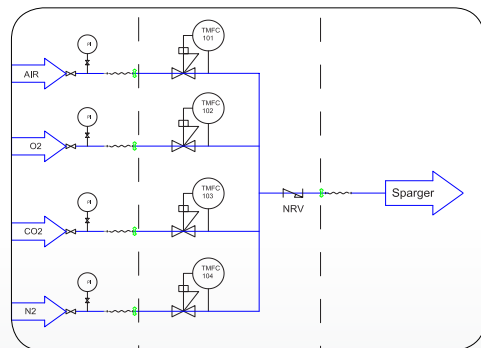 PI
TMFC
101
AIR
PI
TMFC
102
O2
Sparger
NRV
PI
TMFC
103
CO2
PI
TMFC
104
N2